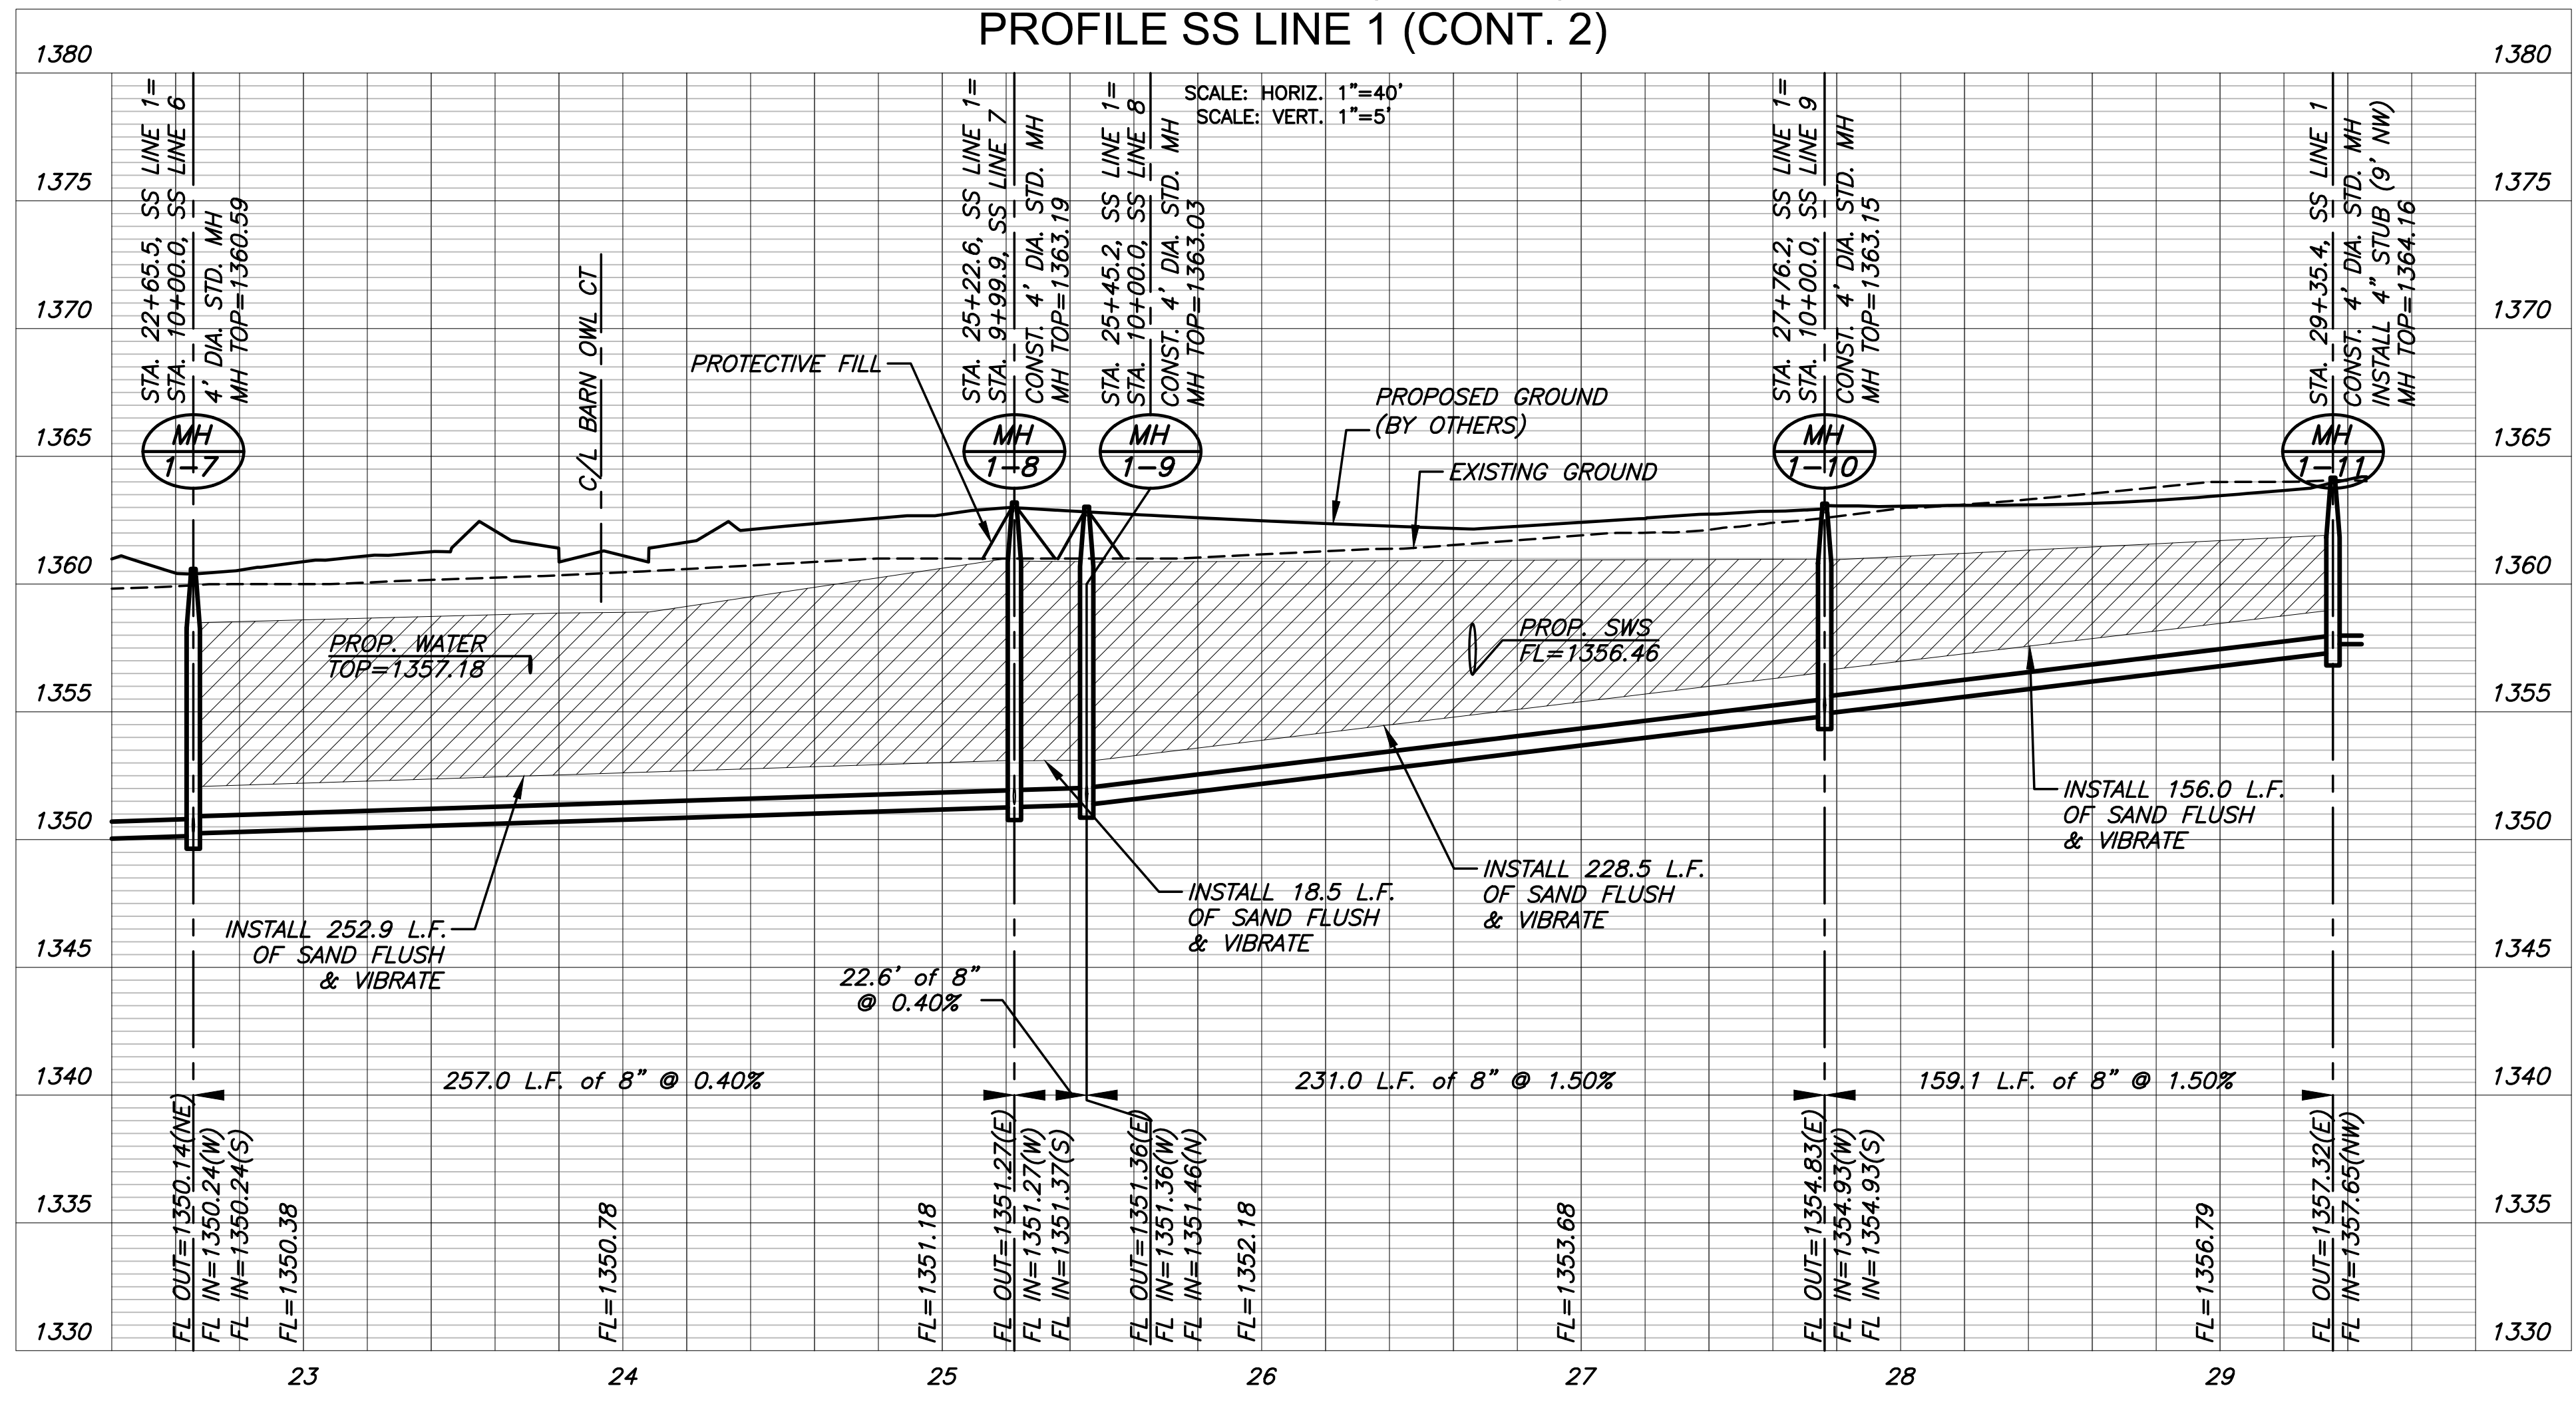 PROFILE SS LINE 1 (CONT. 2)
SCALE: HORIZ. 1"=40'
SCALE: VERT. 1"=5'
1380
1375
1370
1365
1360
1355
1350
1345
1340
1335
1330
1380
1375
1370
1365
1360
1355
1350
1345
1340
1335
1330
STA. 22+65.5, SS LINE 1=
STA. 10+00.0, SS LINE 6
4' DIA. STD. MH
MH TOP=1360.59
MH
1-7
C/L BARN OWL CT
STA. 25+22.6, SS LINE 1=
STA. 9+99.9, SS LINE 7
CONST. 4' DIA. STD. MH
MH TOP=1363.19
MH
1-8
STA. 25+45.2, SS LINE 1=
STA. 10+00.0, SS LINE 8
CONST. 4' DIA. STD. MH
MH TOP=1363.03
MH
1-9
STA. 27+76.2, SS LINE 1=
STA. 10+00.0, SS LINE 9
CONST. 4' DIA. STD. MH
MH TOP=1363.15
MH
1-10
STA. 29+35.4, SS LINE 1
CONST. 4' DIA. STD. MH
INSTALL 4" STUB (9' NW)
MH TOP=1364.16
MH
1-11
PROTECTIVE FILL
PROPOSED GROUND
(BY OTHERS)
EXISTING GROUND
PROP. WATER
TOP=1357.18
PROP. SWS
FL=1356.46
INSTALL 252.9 L.F.
OF SAND FLUSH
& VIBRATE
INSTALL 18.5 L.F.
OF SAND FLUSH
& VIBRATE
INSTALL 228.5 L.F.
OF SAND FLUSH
& VIBRATE
INSTALL 156.0 L.F.
OF SAND FLUSH
& VIBRATE
22.6' of 8"
@ 0.40%
257.0 L.F. of 8" @ 0.40%
231.0 L.F. of 8" @ 1.50%
159.1 L.F. of 8" @ 1.50%
FL OUT=1350.14(NE)
FL IN=1350.24(W)
FL IN=1350.24(S)
FL=1350.38
FL=1350.78
FL=1351.18
FL OUT=1351.27(E)
FL IN=1351.27(W)
FL IN=1351.37(S)
FL OUT=1351.36(E)
FL IN=1351.36(W)
FL IN=1351.46(N)
FL=1352.18
FL=1353.68
FL OUT=1354.83(E)
FL IN=1354.93(W)
FL IN=1354.93(S)
FL=1356.79
FL OUT=1357.32(E)
FL IN=1357.65(NW)
23
24
25
26
27
28
29